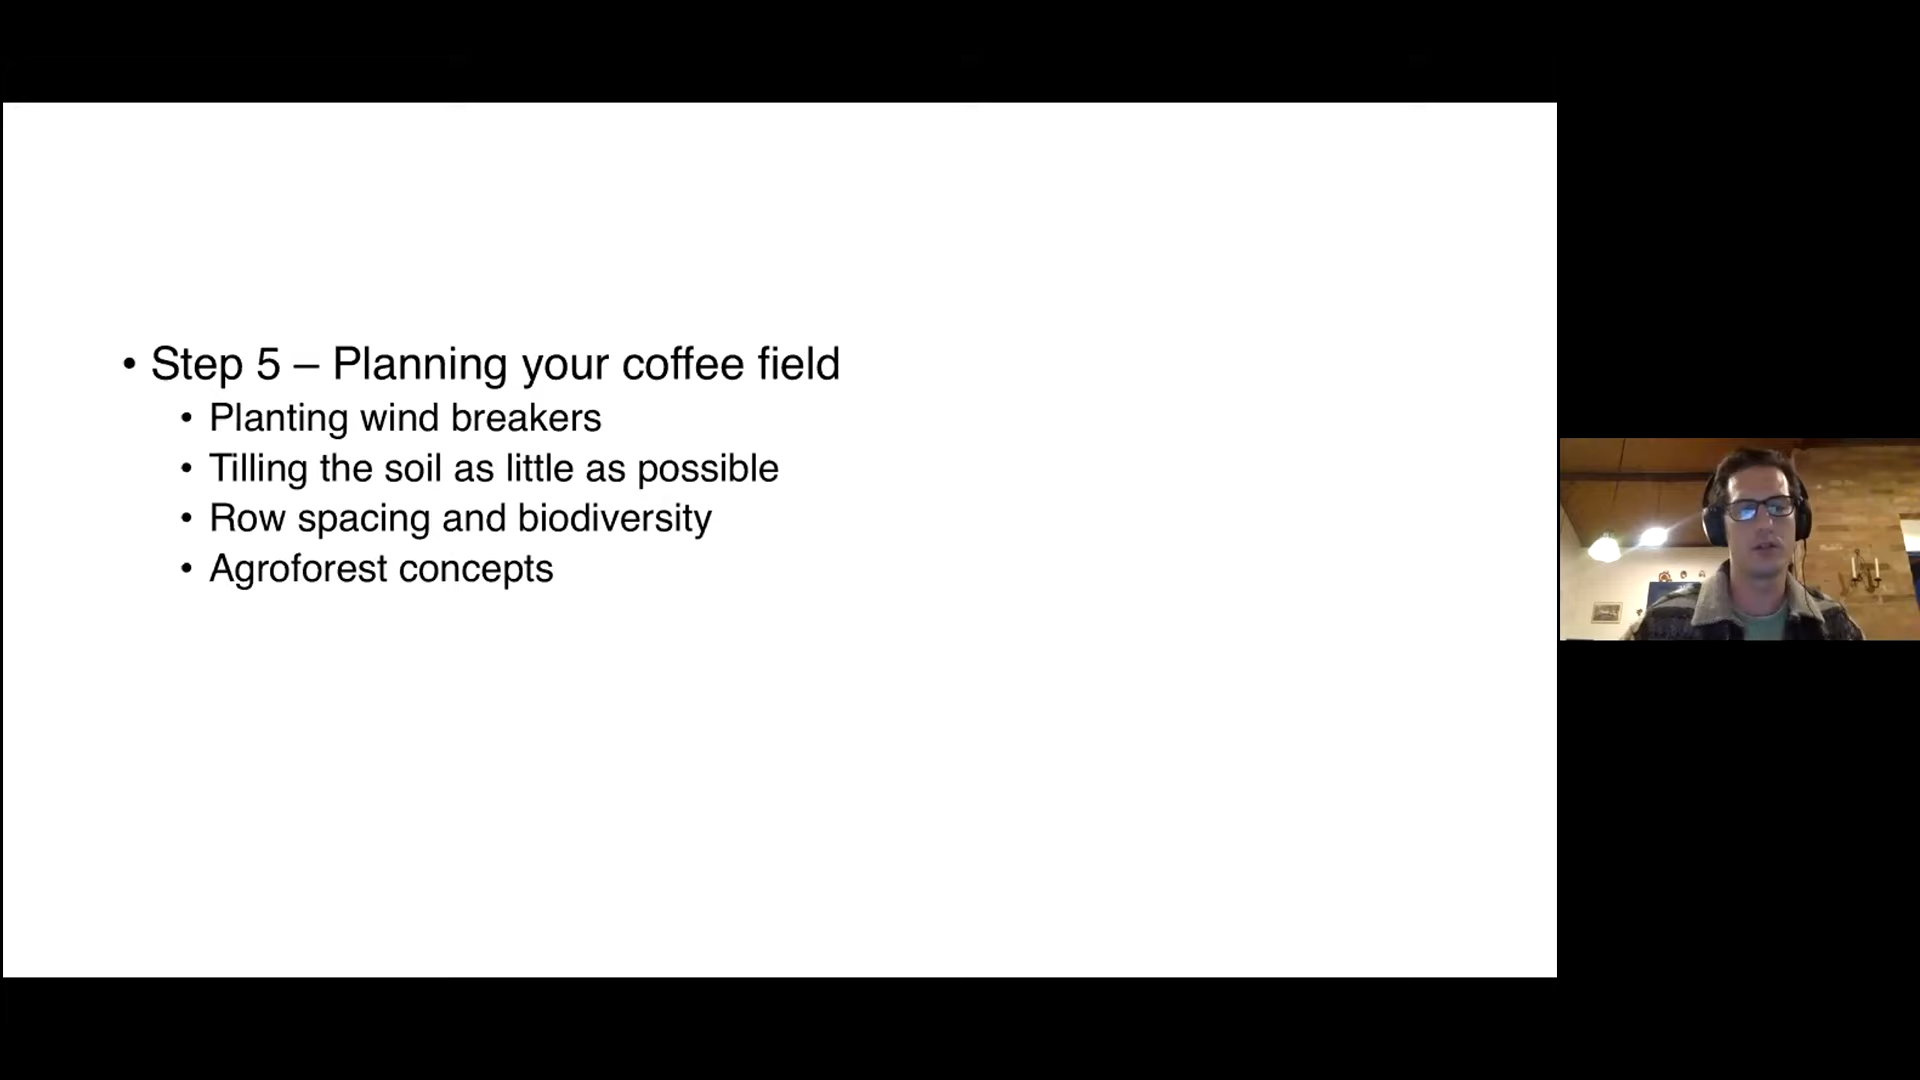 • Step 5 – Planning your coffee field
• Planting wind breakers
• Tilling the soil as little as possible
• Row spacing and biodiversity
• Agroforest concepts